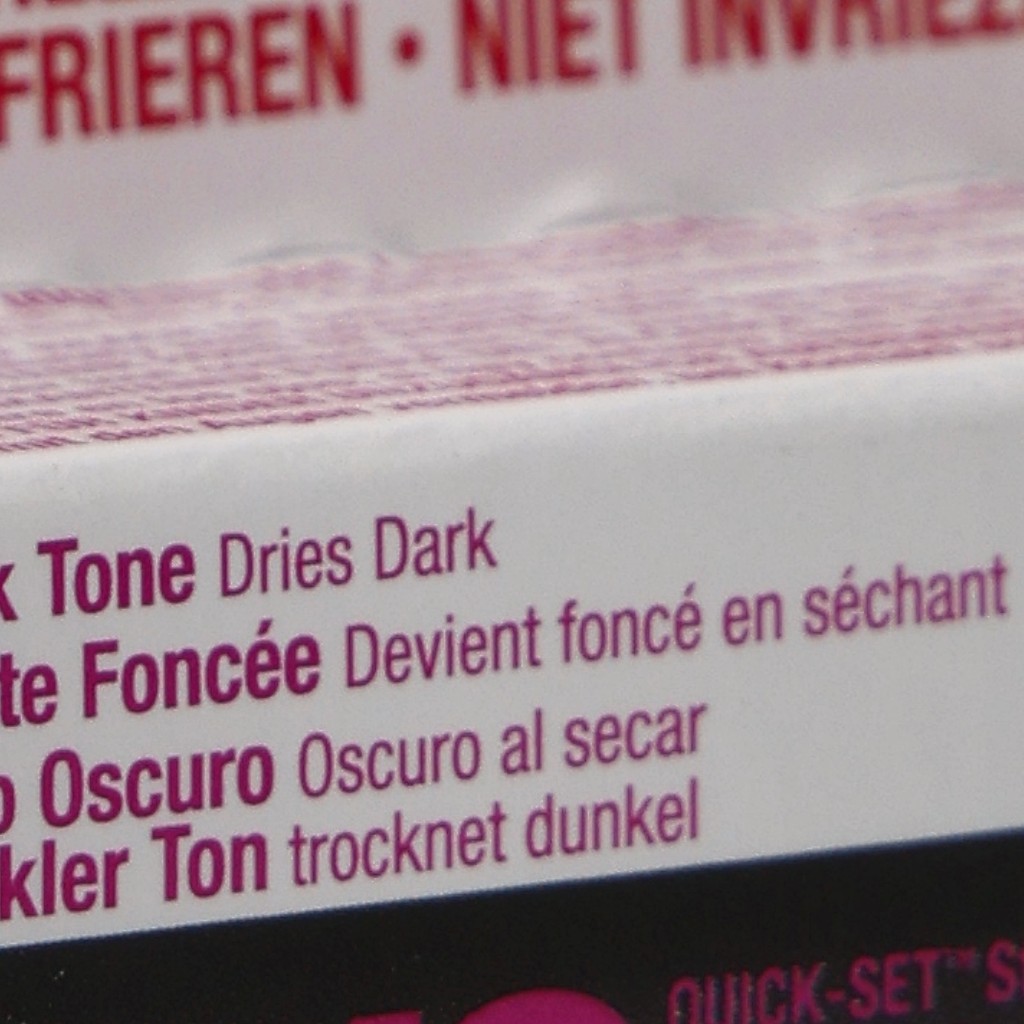 FRIEREN • NIET INVRIEZ
k Tone Dries Dark
te Foncée Devient foncé en séchant
o Oscuro Oscuro al secar
kler Ton trocknet dunkel
QUICK-SET™ S